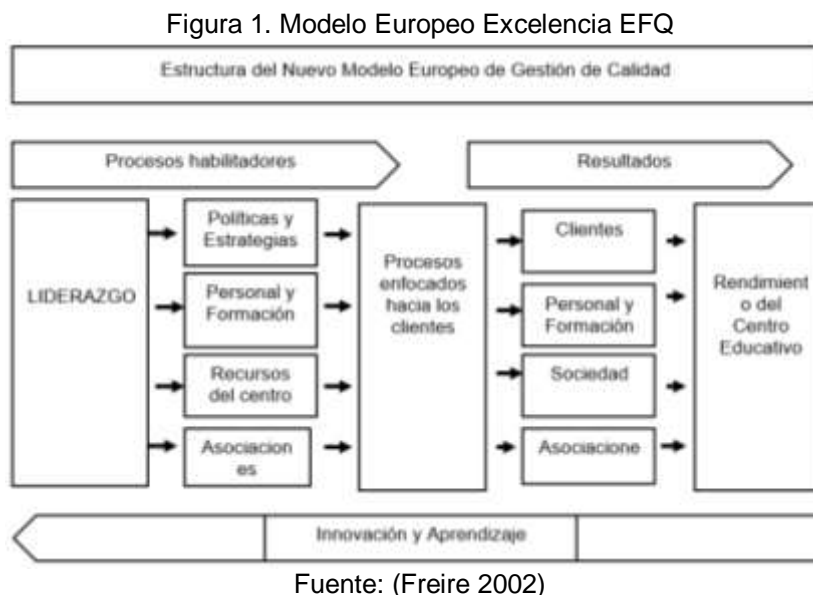 Figura 1. Modelo Europeo Excelencia EFQ
Estructura del Nuevo Modelo Europeo de Gestión de Calidad
Procesos habilitadores
Resultados
LIDERAZGO
Políticas y
Estrategias
Personal y
Formación
Recursos
del centro
Asociacion
es
Procesos
enfocados
hacia los
clientes
Clientes
Personal y
Formación
Sociedad
Asociacione
Rendimient
o del
Centro
Educativo
Innovación y Aprendizaje
Fuente: (Freire 2002)